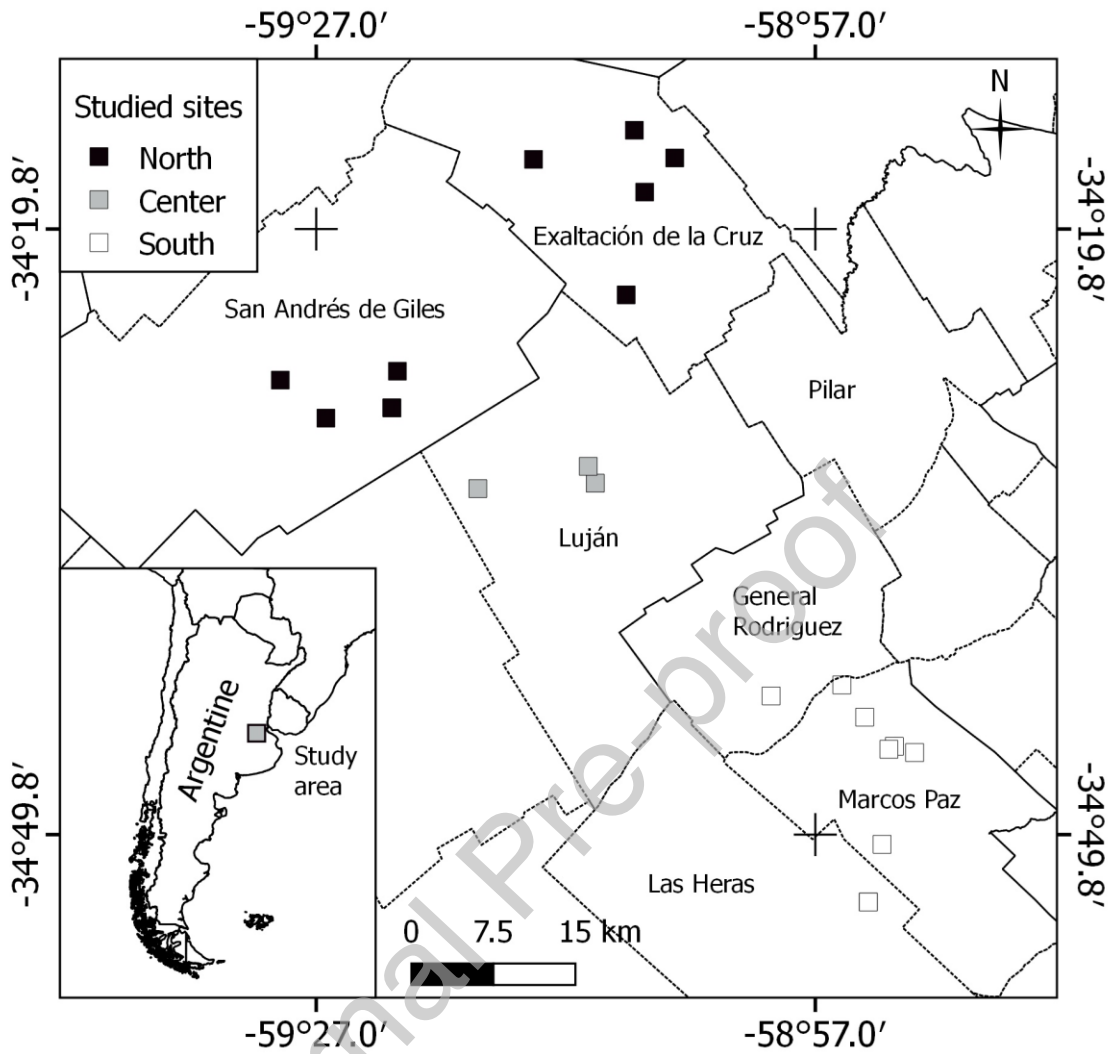 -59°27.0′
-58°57.0′
Studied sites
North
Center
South
N
-34°19.8′
-34°19.8′
Exaltación de la Cruz
San Andrés de Giles
Pilar
Luján
General
Rodriguez
Argentine
Study
area
Marcos Paz
-34°49.8′
-34°49.8′
Las Heras
0 7.5 15 km
-59°27.0′
-58°57.0′
nal Pre-proof